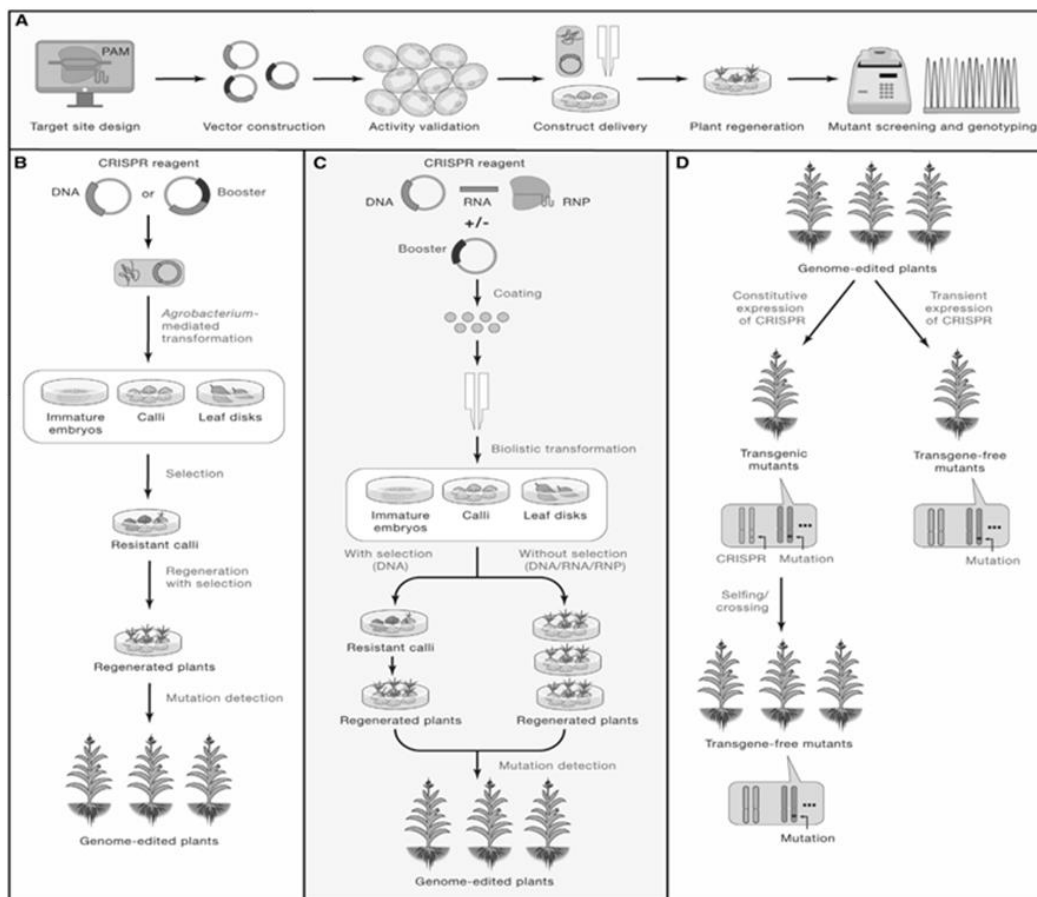 A
PAM
Target site design
Vector construction
Activity validation
Construct delivery
Plant regeneration
Mutant screening and genotyping
B
CRISPR reagent
DNA
or
Booster
Agrobacterium-
mediated
transformation
Immature
embryos
Calli
Leaf disks
Selection
Resistant calli
Regeneration
with selection
Regenerated plants
Mutation detection
Genome-edited plants
C
CRISPR reagent
DNA
RNA
RNP
+/-
Booster
Coating
Biolistic transformation
Immature
embryos
Calli
Leaf disks
With selection
(DNA)
Without selection
(DNA/RNA/RNP)
Resistant calli
Regenerated plants
Regenerated plants
Mutation detection
Genome-edited plants
D
Genome-edited plants
Constitutive
expression
of CRISPR
Transient
expression
of CRISPR
Transgenic
mutants
Transgene-free
mutants
CRISPR
Mutation
Mutation
Selfing/
crossing
Transgene-free mutants
Mutation